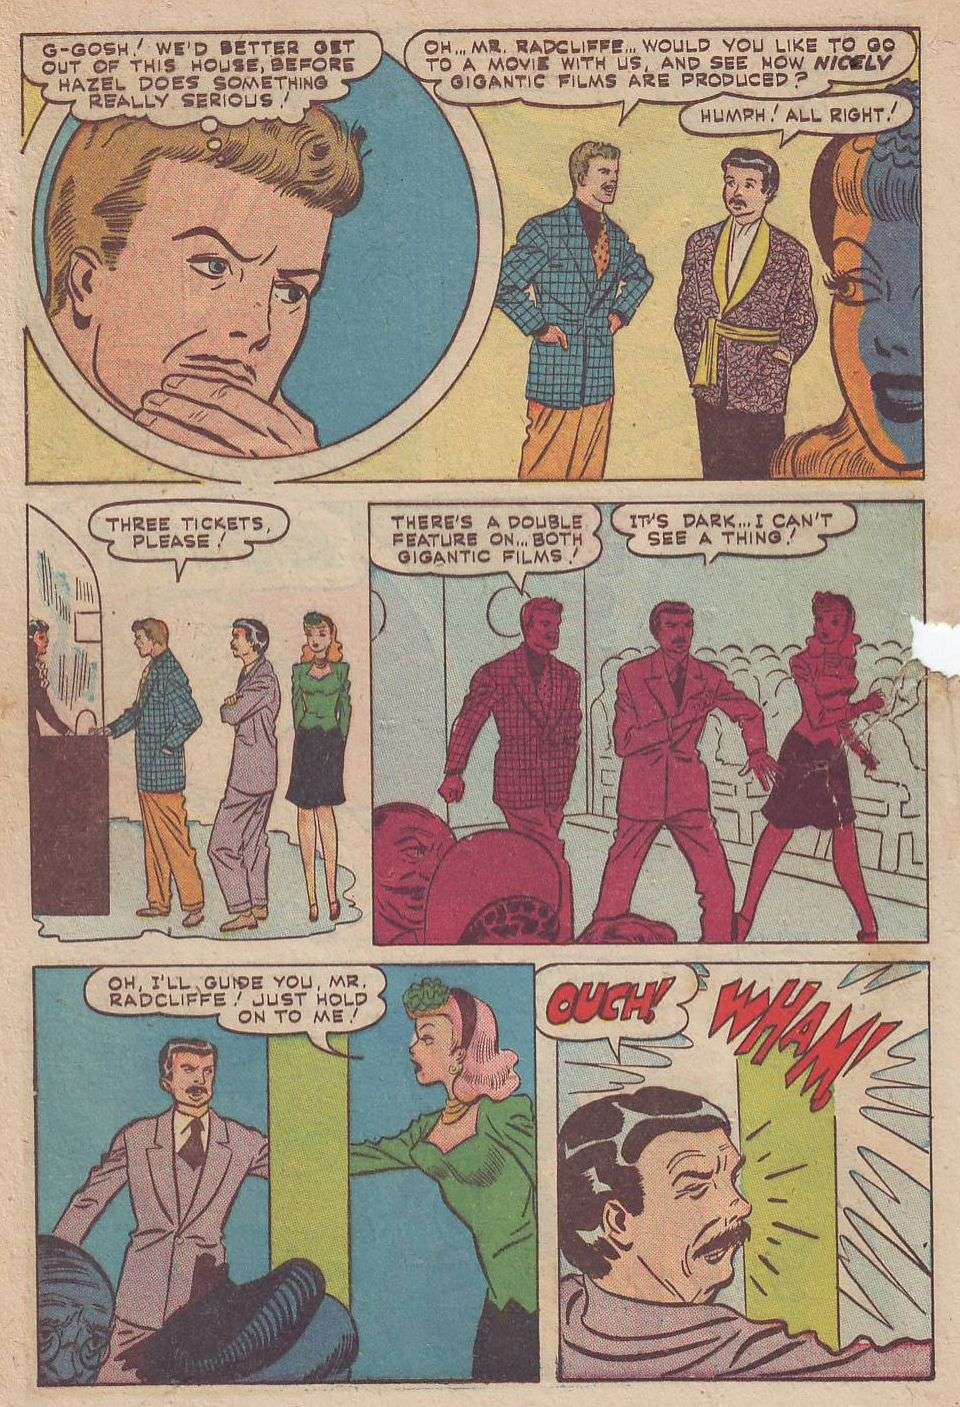 G-GOSH! WE'D BETTER GET
OUT OF THIS HOUSE, BEFORE
HAZEL DOES SOMETHING
REALLY SERIOUS!
OH... MR. RADCLIFFE... WOULD YOU LIKE TO GO
TO A MOVIE WITH US, AND SEE HOW NICELY
GIGANTIC FILMS ARE PRODUCED?
HUMPH! ALL RIGHT!
THREE TICKETS,
PLEASE!
THERE'S A DOUBLE
FEATURE ON... BOTH
GIGANTIC FILMS!
IT'S DARK... I CAN'T
SEE A THING!
OH, I'LL GUIDE YOU, MR.
RADCLIFFE! JUST HOLD
ON TO ME!
OUCH!
WHAM!